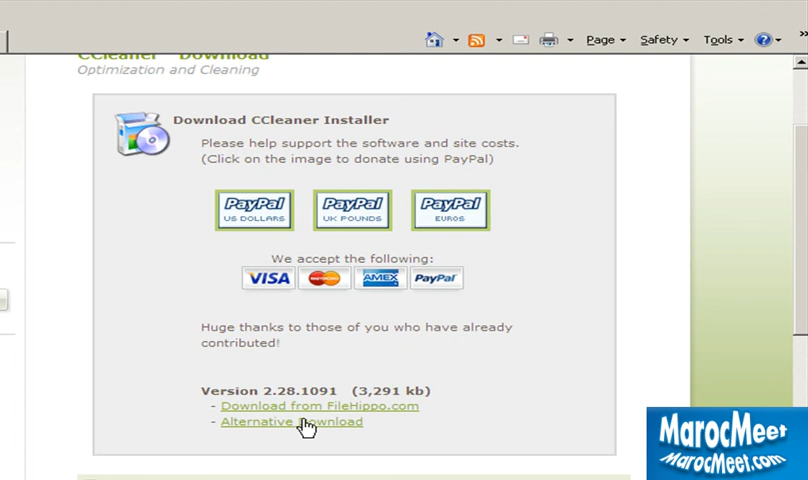 Page
Safety
Tools
CCleaner - Download
Optimization and Cleaning
Download CCleaner Installer
Please help support the software and site costs.
(Click on the image to donate using PayPal)
PayPal
US DOLLARS
PayPal
UK POUNDS
PayPal
EUROS
We accept the following:
VISA
MasterCard
AMEX
PayPal
Huge thanks to those of you who have already
contributed!
Version 2.28.1091 (3,291 kb)
- Download from FileHippo.com
- Alternative Download
MarocMeet
MarocMeet.com